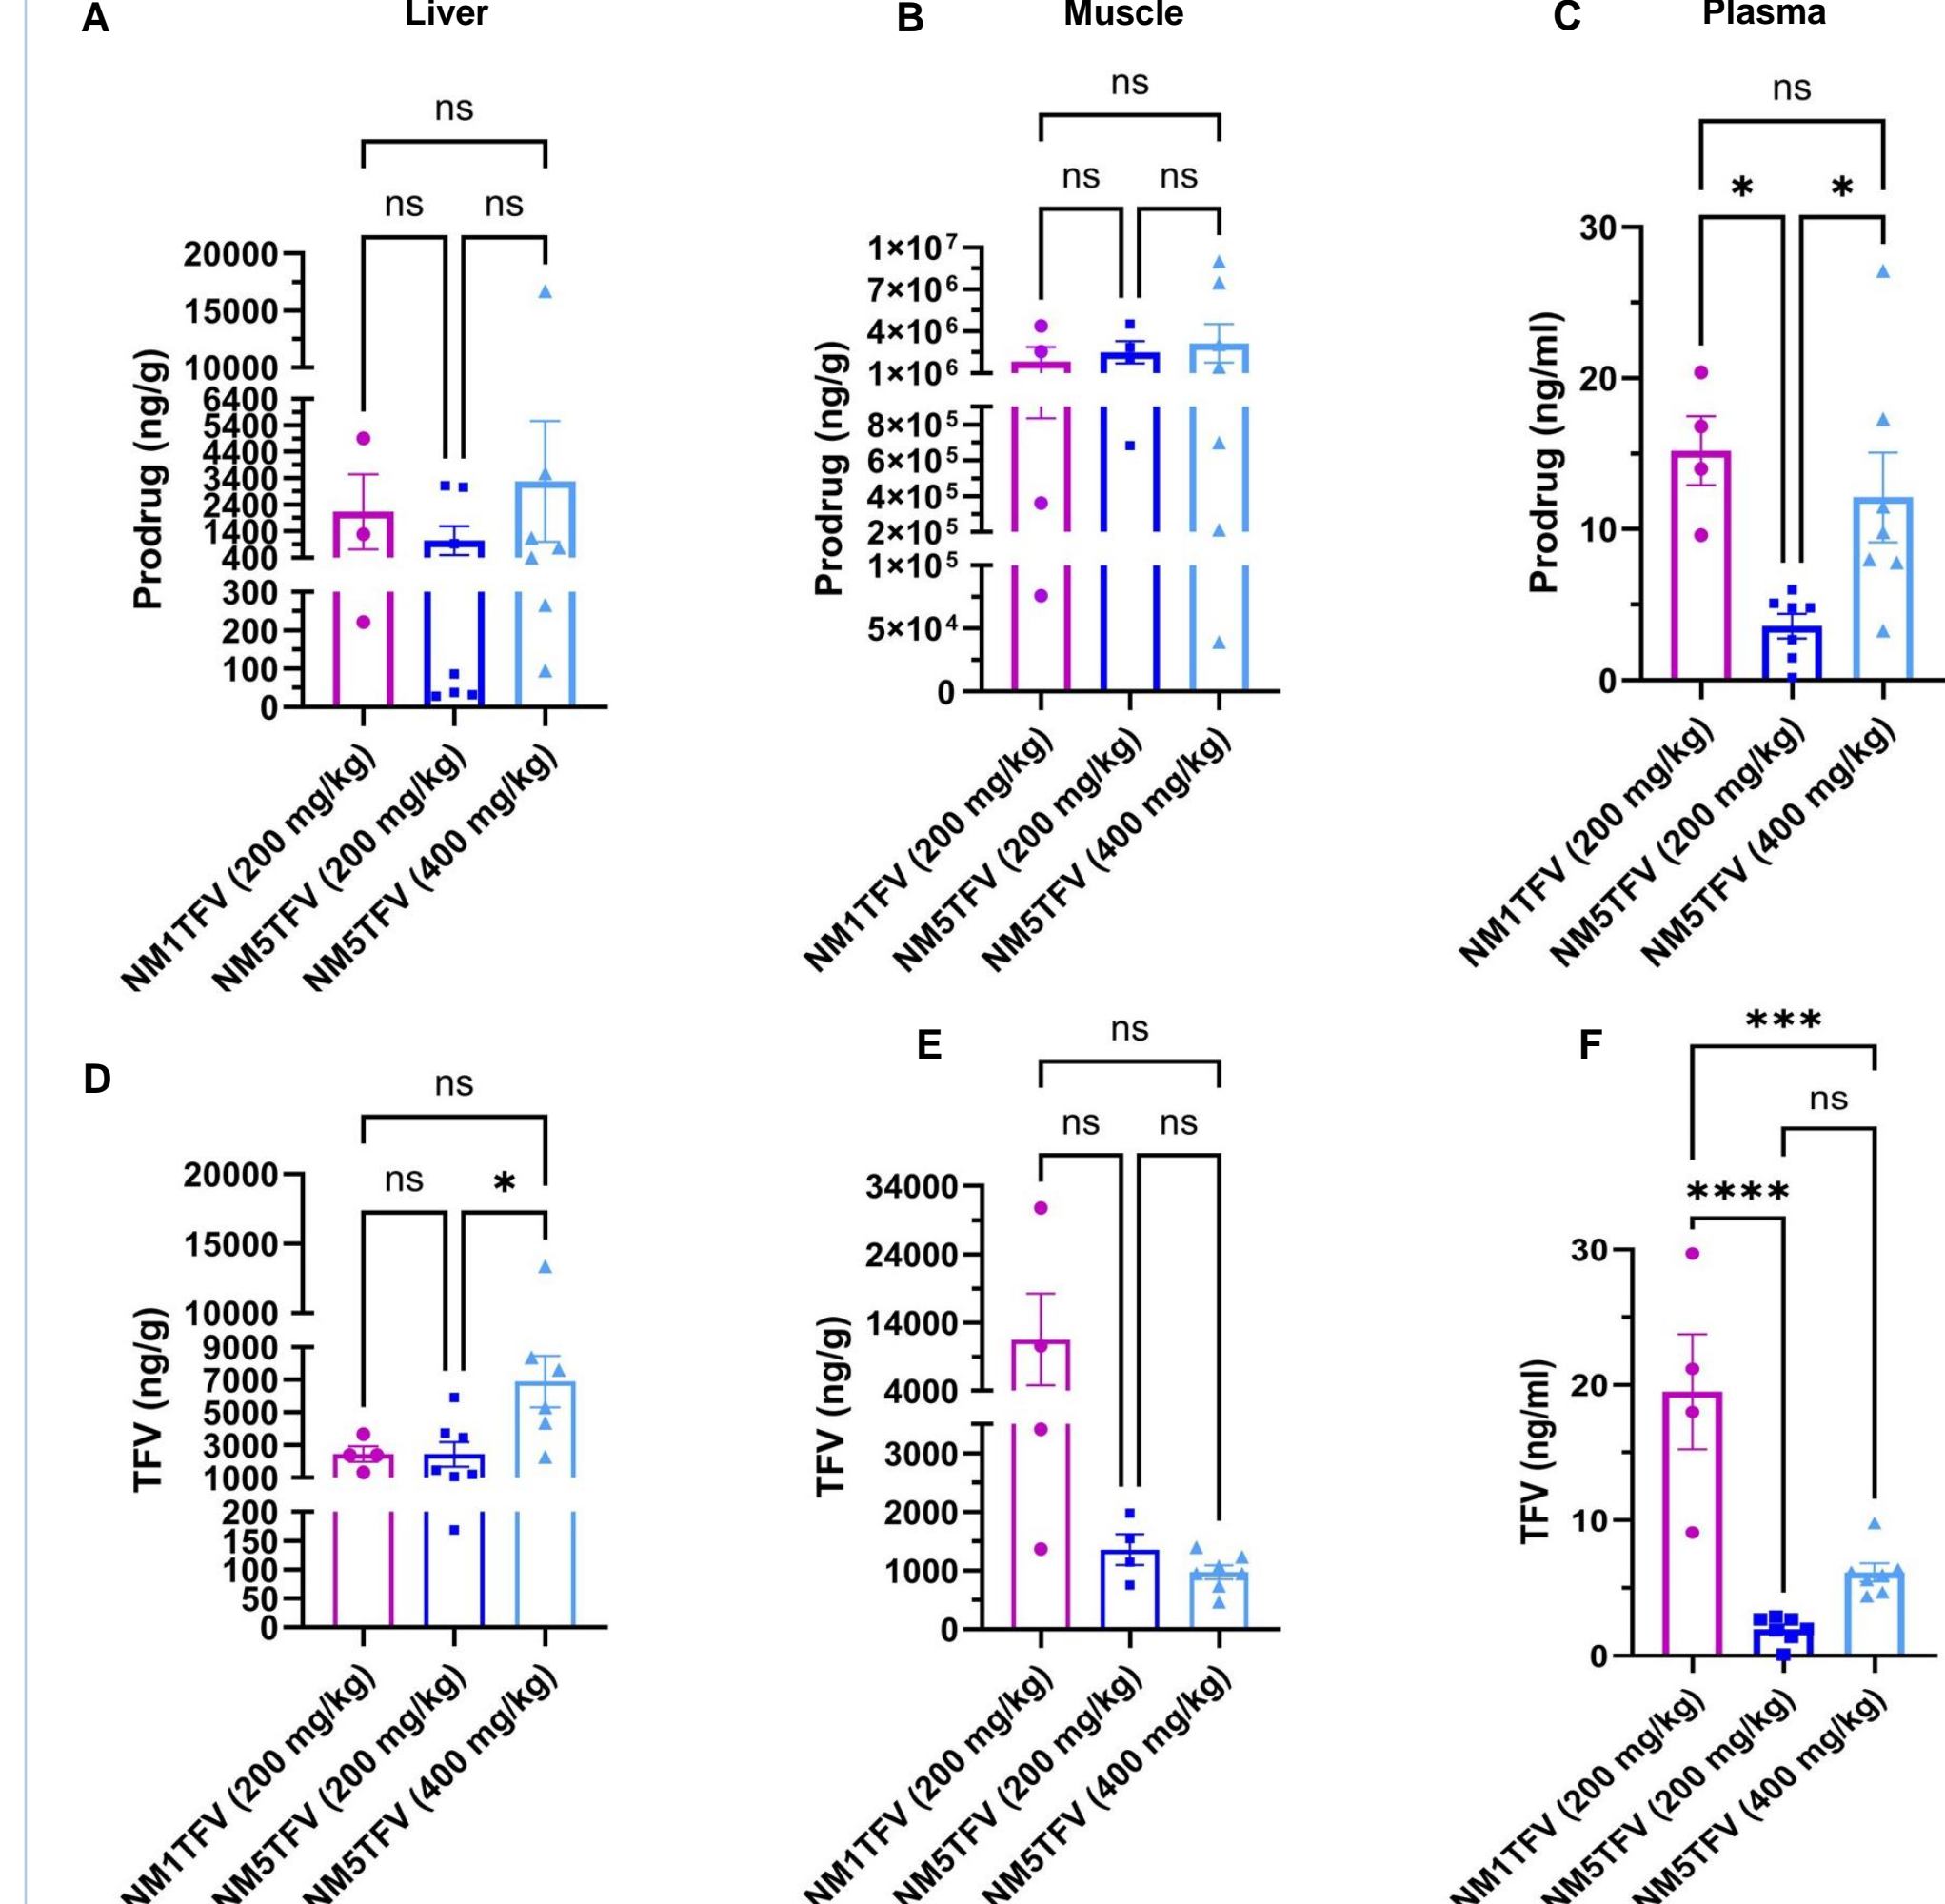 A Liver
ns
ns ns
Prodrug (ng/g)
20000
15000
10000
6400
5400
4400
3400
2400
1400
400
300
200
100
0
NM1TFV (200 mg/kg)
NM5TFV (200 mg/kg)
NM5TFV (400 mg/kg)
B Muscle
ns
ns ns
Prodrug (ng/g)
1×10⁷
7×10⁶
4×10⁶
1×10⁶
8×10⁵
6×10⁵
4×10⁵
2×10⁵
1×10⁵
5×10⁴
0
NM1TFV (200 mg/kg)
NM5TFV (200 mg/kg)
NM5TFV (400 mg/kg)
C Plasma
ns
* *
Prodrug (ng/ml)
30
20
10
0
NM1TFV (200 mg/kg)
NM5TFV (200 mg/kg)
NM5TFV (400 mg/kg)
D
ns
ns *
TFV (ng/g)
20000
15000
10000
9000
7000
5000
3000
1000
200
150
100
50
0
NM1TFV (200 mg/kg)
NM5TFV (200 mg/kg)
NM5TFV (400 mg/kg)
E
ns
ns ns
TFV (ng/g)
34000
24000
14000
4000
3000
2000
1000
0
NM1TFV (200 mg/kg)
NM5TFV (200 mg/kg)
NM5TFV (400 mg/kg)
F
***
ns
****
TFV (ng/ml)
30
20
10
0
NM1TFV (200 mg/kg)
NM5TFV (200 mg/kg)
NM5TFV (400 mg/kg)